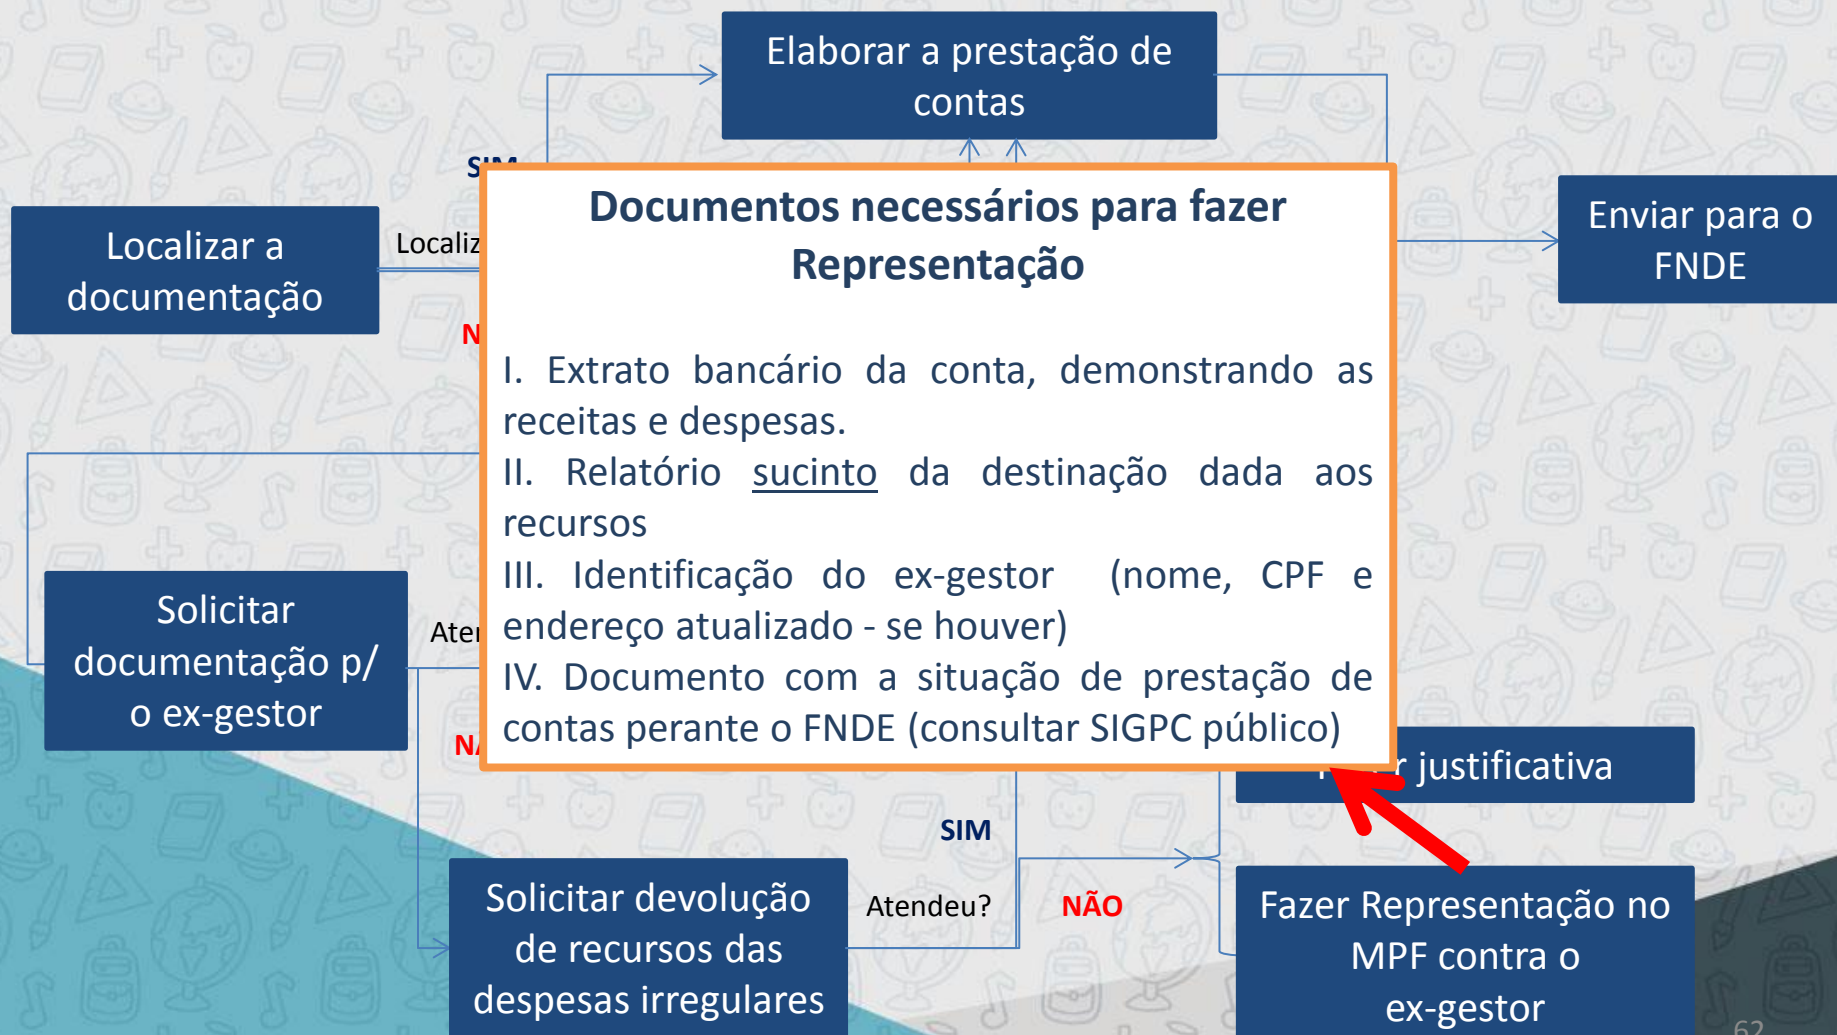 Elaborar a prestação de
contas
SIM
Localizar a
documentação
Enviar para o
FNDE
Documentos necessários para fazer
Representação
I. Extrato bancário da conta, demonstrando as
receitas e despesas.
II. Relatório sucinto da destinação dada aos
recursos
III. Identificação do ex-gestor (nome, CPF e
endereço atualizado - se houver)
IV. Documento com a situação de prestação de
contas perante o FNDE (consultar SIGPC público)
Solicitar
documentação p/
o ex-gestor
justificativa
SIM
Solicitar devolução
de recursos das
despesas irregulares
Atendeu?
NÃO
Fazer Representação no
MPF contra o
ex-gestor
62